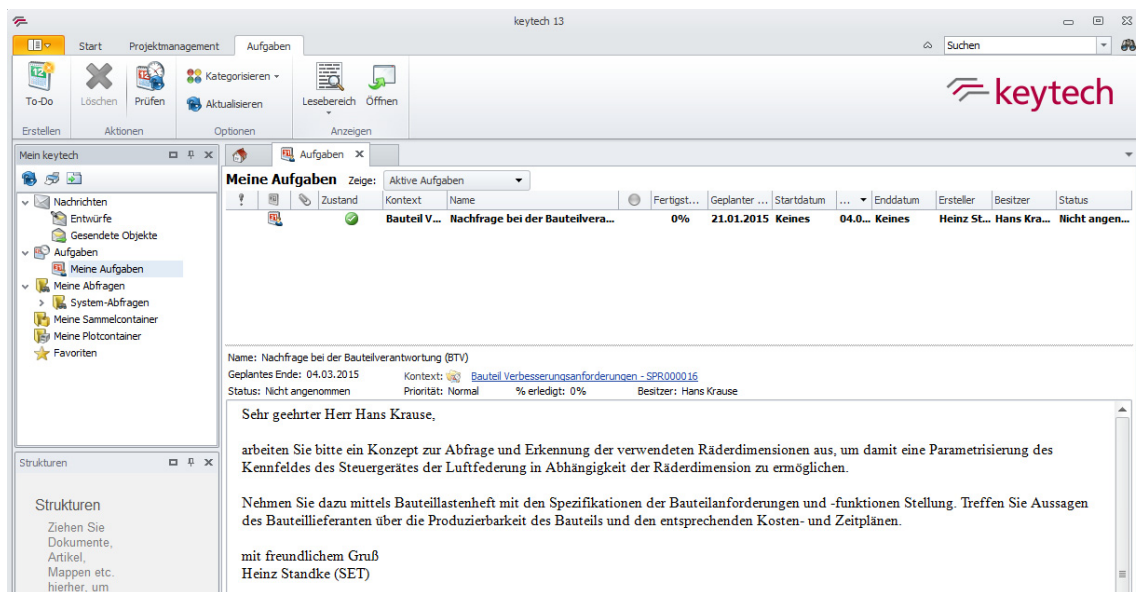 keytech 13
Start Projektmanagement Aufgaben Suchen
To-Do Löschen Prüfen Kategorisieren Aktualisieren Lesebereich Öffnen
Erstellen Aktionen Optionen Anzeigen
keytech
Mein keytech
Nachrichten
Entwürfe
Gesendete Objekte
Aufgaben
Meine Aufgaben
Meine Abfragen
System-Abfragen
Meine Sammelcontainer
Meine Plotcontainer
Favoriten
Strukturen
Strukturen
Ziehen Sie
Dokumente,
Artikel,
Mappen etc.
hierher, um
Aufgaben
Meine Aufgaben Zeige: Aktive Aufgaben
Zustand Kontext Name Fertigst... Geplanter ... Startdatum ... Enddatum Ersteller Besitzer Status
Bauteil V... Nachfrage bei der Bauteilvera... 0% 21.01.2015 Keines 04.0... Keines Heinz St... Hans Kra... Nicht angen...
Name: Nachfrage bei der Bauteilverantwortung (BTV)
Geplantes Ende: 04.03.2015 Kontext: Bauteil Verbesserungsanforderungen - SPR000016
Status: Nicht angenommen Priorität: Normal % erledigt: 0% Besitzer: Hans Krause
Sehr geehrter Herr Hans Krause,
arbeiten Sie bitte ein Konzept zur Abfrage und Erkennung der verwendeten Räderdimensionen aus, um damit eine Parametrisierung des
Kennfeldes des Steuergerätes der Luftfederung in Abhängigkeit der Räderdimension zu ermöglichen.
Nehmen Sie dazu mittels Bauteillastenheft mit den Spezifikationen der Bauteilanforderungen und -funktionen Stellung. Treffen Sie Aussagen
des Bauteillieferanten über die Produzierbarkeit des Bauteils und den entsprechenden Kosten- und Zeitplänen.
mit freundlichem Gruß
Heinz Standke (SET)